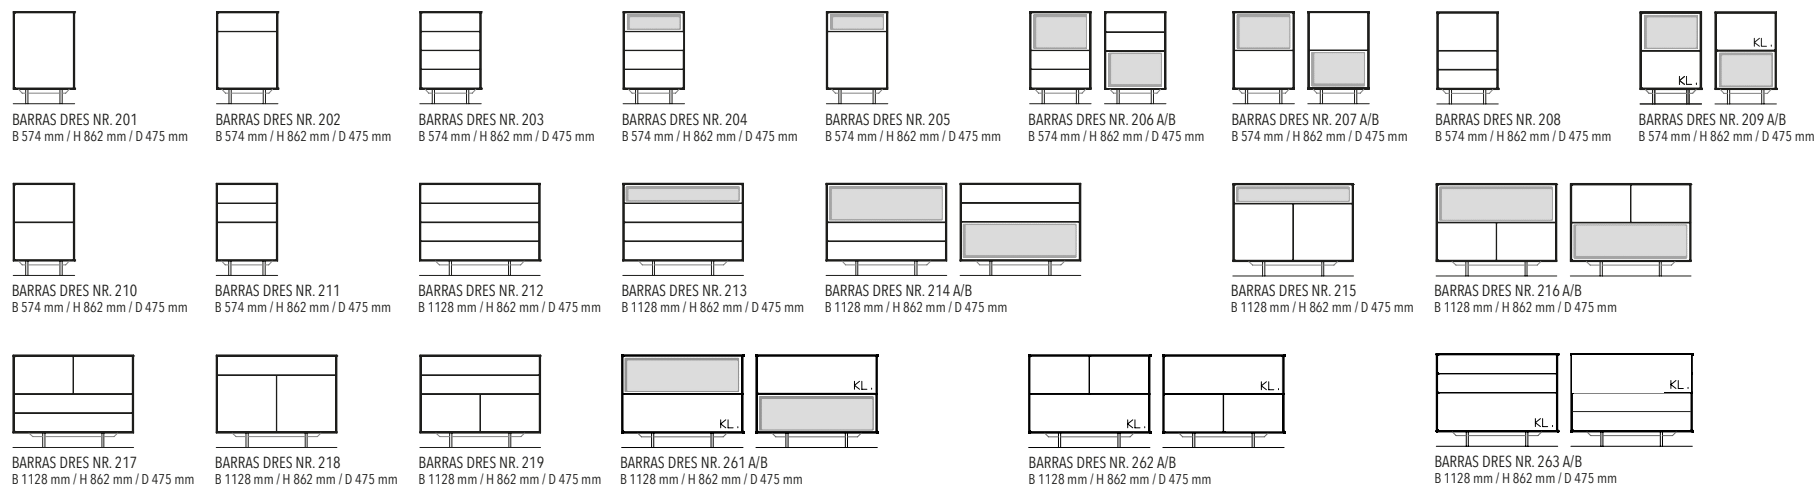 KL.
KL.
BARRAS DRES NR. 201
B 574 mm / H 862 mm / D 475 mm
BARRAS DRES NR. 202
B 574 mm / H 862 mm / D 475 mm
BARRAS DRES NR. 203
B 574 mm / H 862 mm / D 475 mm
BARRAS DRES NR. 204
B 574 mm / H 862 mm / D 475 mm
BARRAS DRES NR. 205
B 574 mm / H 862 mm / D 475 mm
BARRAS DRES NR. 206 A/B
B 574 mm / H 862 mm / D 475 mm
BARRAS DRES NR. 207 A/B
B 574 mm / H 862 mm / D 475 mm
BARRAS DRES NR. 208
B 574 mm / H 862 mm / D 475 mm
BARRAS DRES NR. 209 A/B
B 574 mm / H 862 mm / D 475 mm
BARRAS DRES NR. 210
B 574 mm / H 862 mm / D 475 mm
BARRAS DRES NR. 211
B 574 mm / H 862 mm / D 475 mm
BARRAS DRES NR. 212
B 1128 mm / H 862 mm / D 475 mm
BARRAS DRES NR. 213
B 1128 mm / H 862 mm / D 475 mm
BARRAS DRES NR. 214 A/B
B 1128 mm / H 862 mm / D 475 mm
BARRAS DRES NR. 215
B 1128 mm / H 862 mm / D 475 mm
BARRAS DRES NR. 216 A/B
B 1128 mm / H 862 mm / D 475 mm
KL.
KL.
KL.
KL.
KL.
KL.
BARRAS DRES NR. 217
B 1128 mm / H 862 mm / D 475 mm
BARRAS DRES NR. 218
B 1128 mm / H 862 mm / D 475 mm
BARRAS DRES NR. 219
B 1128 mm / H 862 mm / D 475 mm
BARRAS DRES NR. 261 A/B
B 1128 mm / H 862 mm / D 475 mm
BARRAS DRES NR. 262 A/B
B 1128 mm / H 862 mm / D 475 mm
BARRAS DRES NR. 263 A/B
B 1128 mm / H 862 mm / D 475 mm